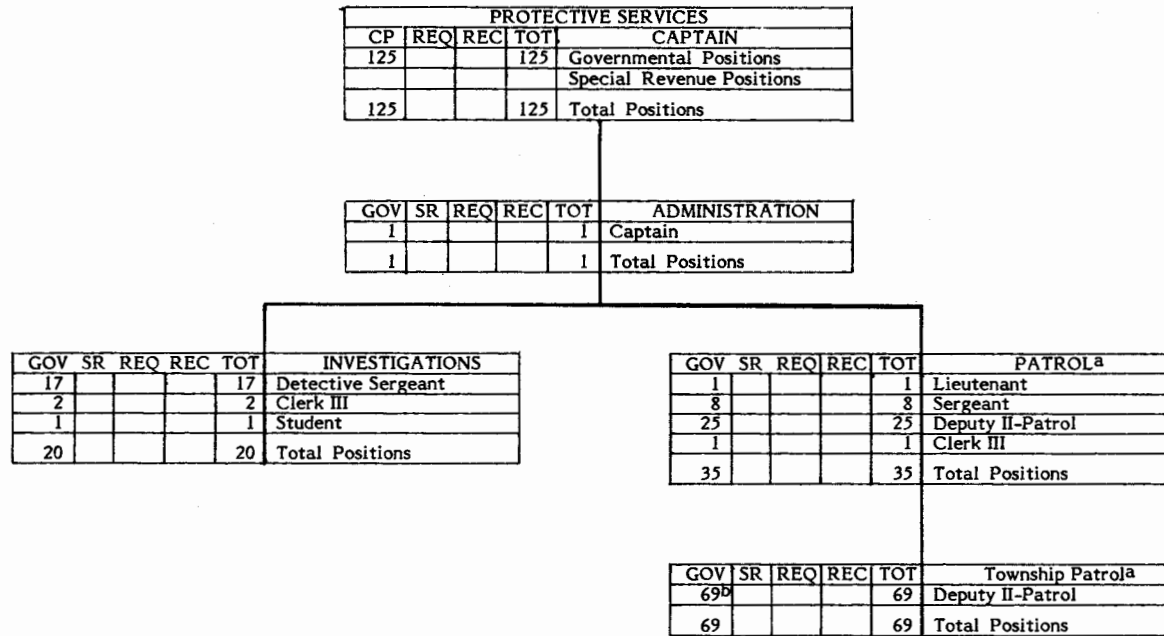 PROTECTIVE SERVICES
CP REQ REC TOT CAPTAIN
125 125 Governmental Positions
Special Revenue Positions
125 125 Total Positions
GOV SR REQ REC TOT ADMINISTRATION
1 1 Captain
1 1 Total Positions
GOV SR REQ REC TOT INVESTIGATIONS
17 17 Detective Sergeant
2 2 Clerk III
1 1 Student
20 20 Total Positions
GOV SR REQ REC TOT PATROLa
1 1 Lieutenant
8 8 Sergeant
25 25 Deputy II-Patrol
1 1 Clerk III
35 35 Total Positions
GOV SR REQ REC TOT Township Patrola
69b 69 Deputy II-Patrol
69 69 Total Positions